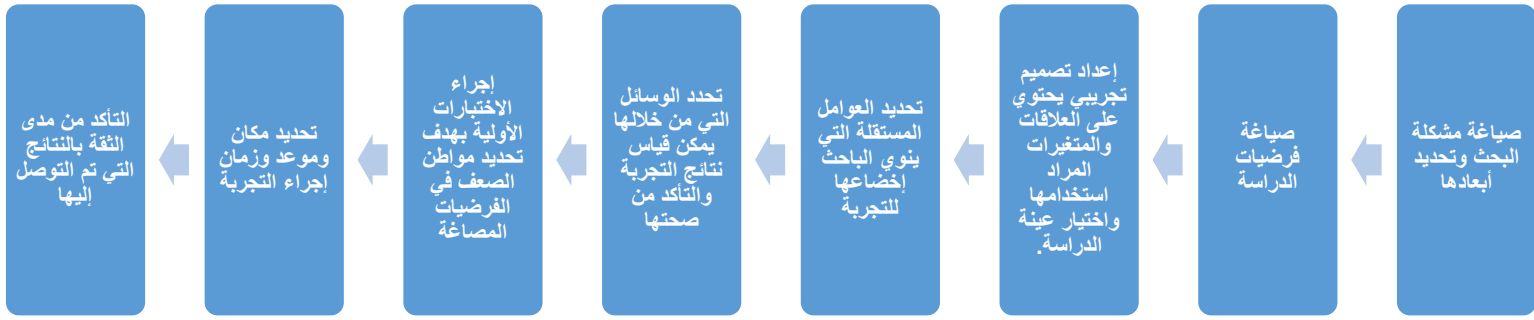 صياغة مشكلة
البحث وتحديد
أبعادها
صياغة
فرضيات
الدراسة
إعداد تصميم
تجريبي يحتوي
على العلاقات
والمتغيرات
المراد
استخدامها
واختيار عينة
الدراسة.
تحديد العوامل
المستقلة التي
ينوي الباحث
إخضاعها
للتجربة
تحدد الوسائل
التي من خلالها
يمكن قياس
نتائج التجربة
والتأكد من
صحتها
إجراء
الاختبارات
الأولية بهدف
تحديد مواطن
الصعف في
الفرضيات
المصاغة
تحديد مكان
وموعد وزمان
إجراء التجربة
التأكد من مدى
الثقة بالنتائج
التي تم التوصل
إليها